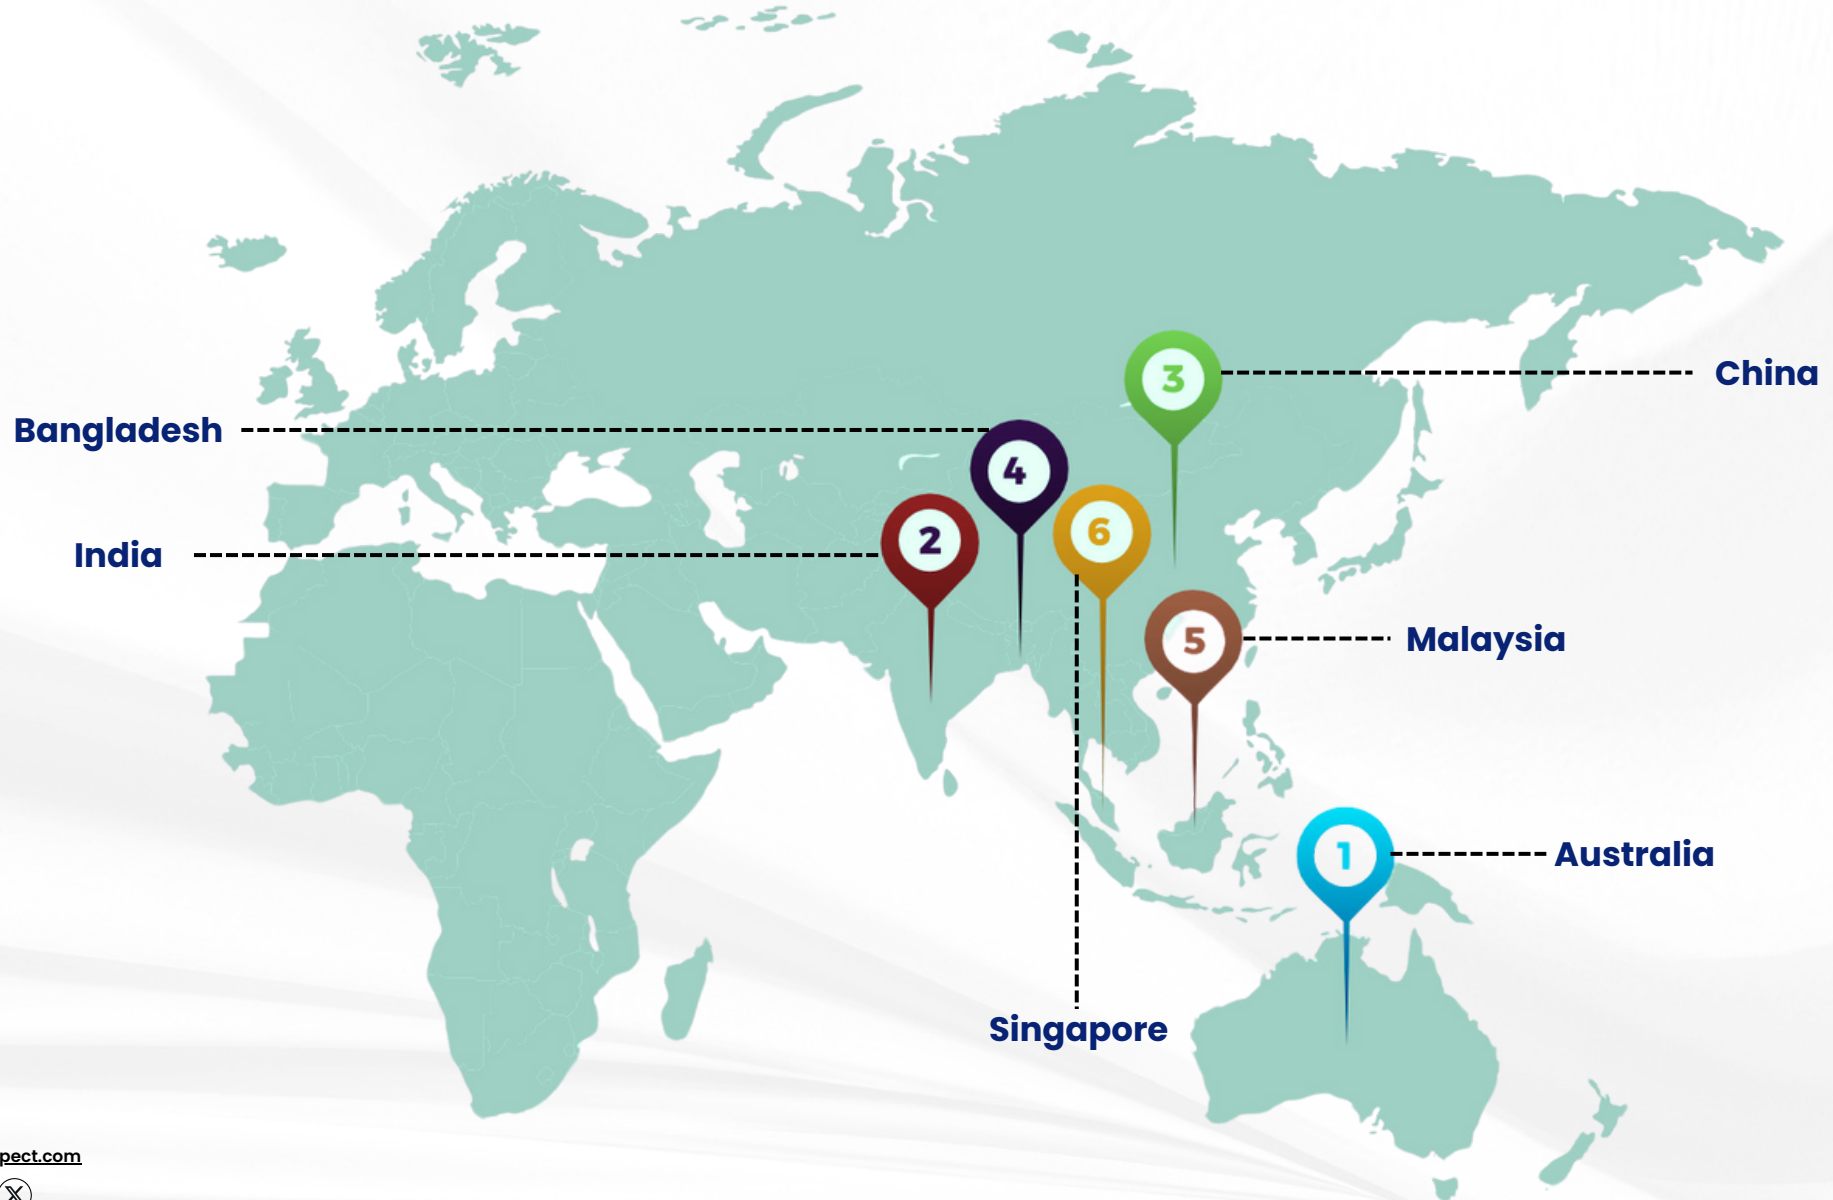 3
China
Bangladesh
4
6
2
India
5
Malaysia
1
Australia
Singapore
pect.com
X